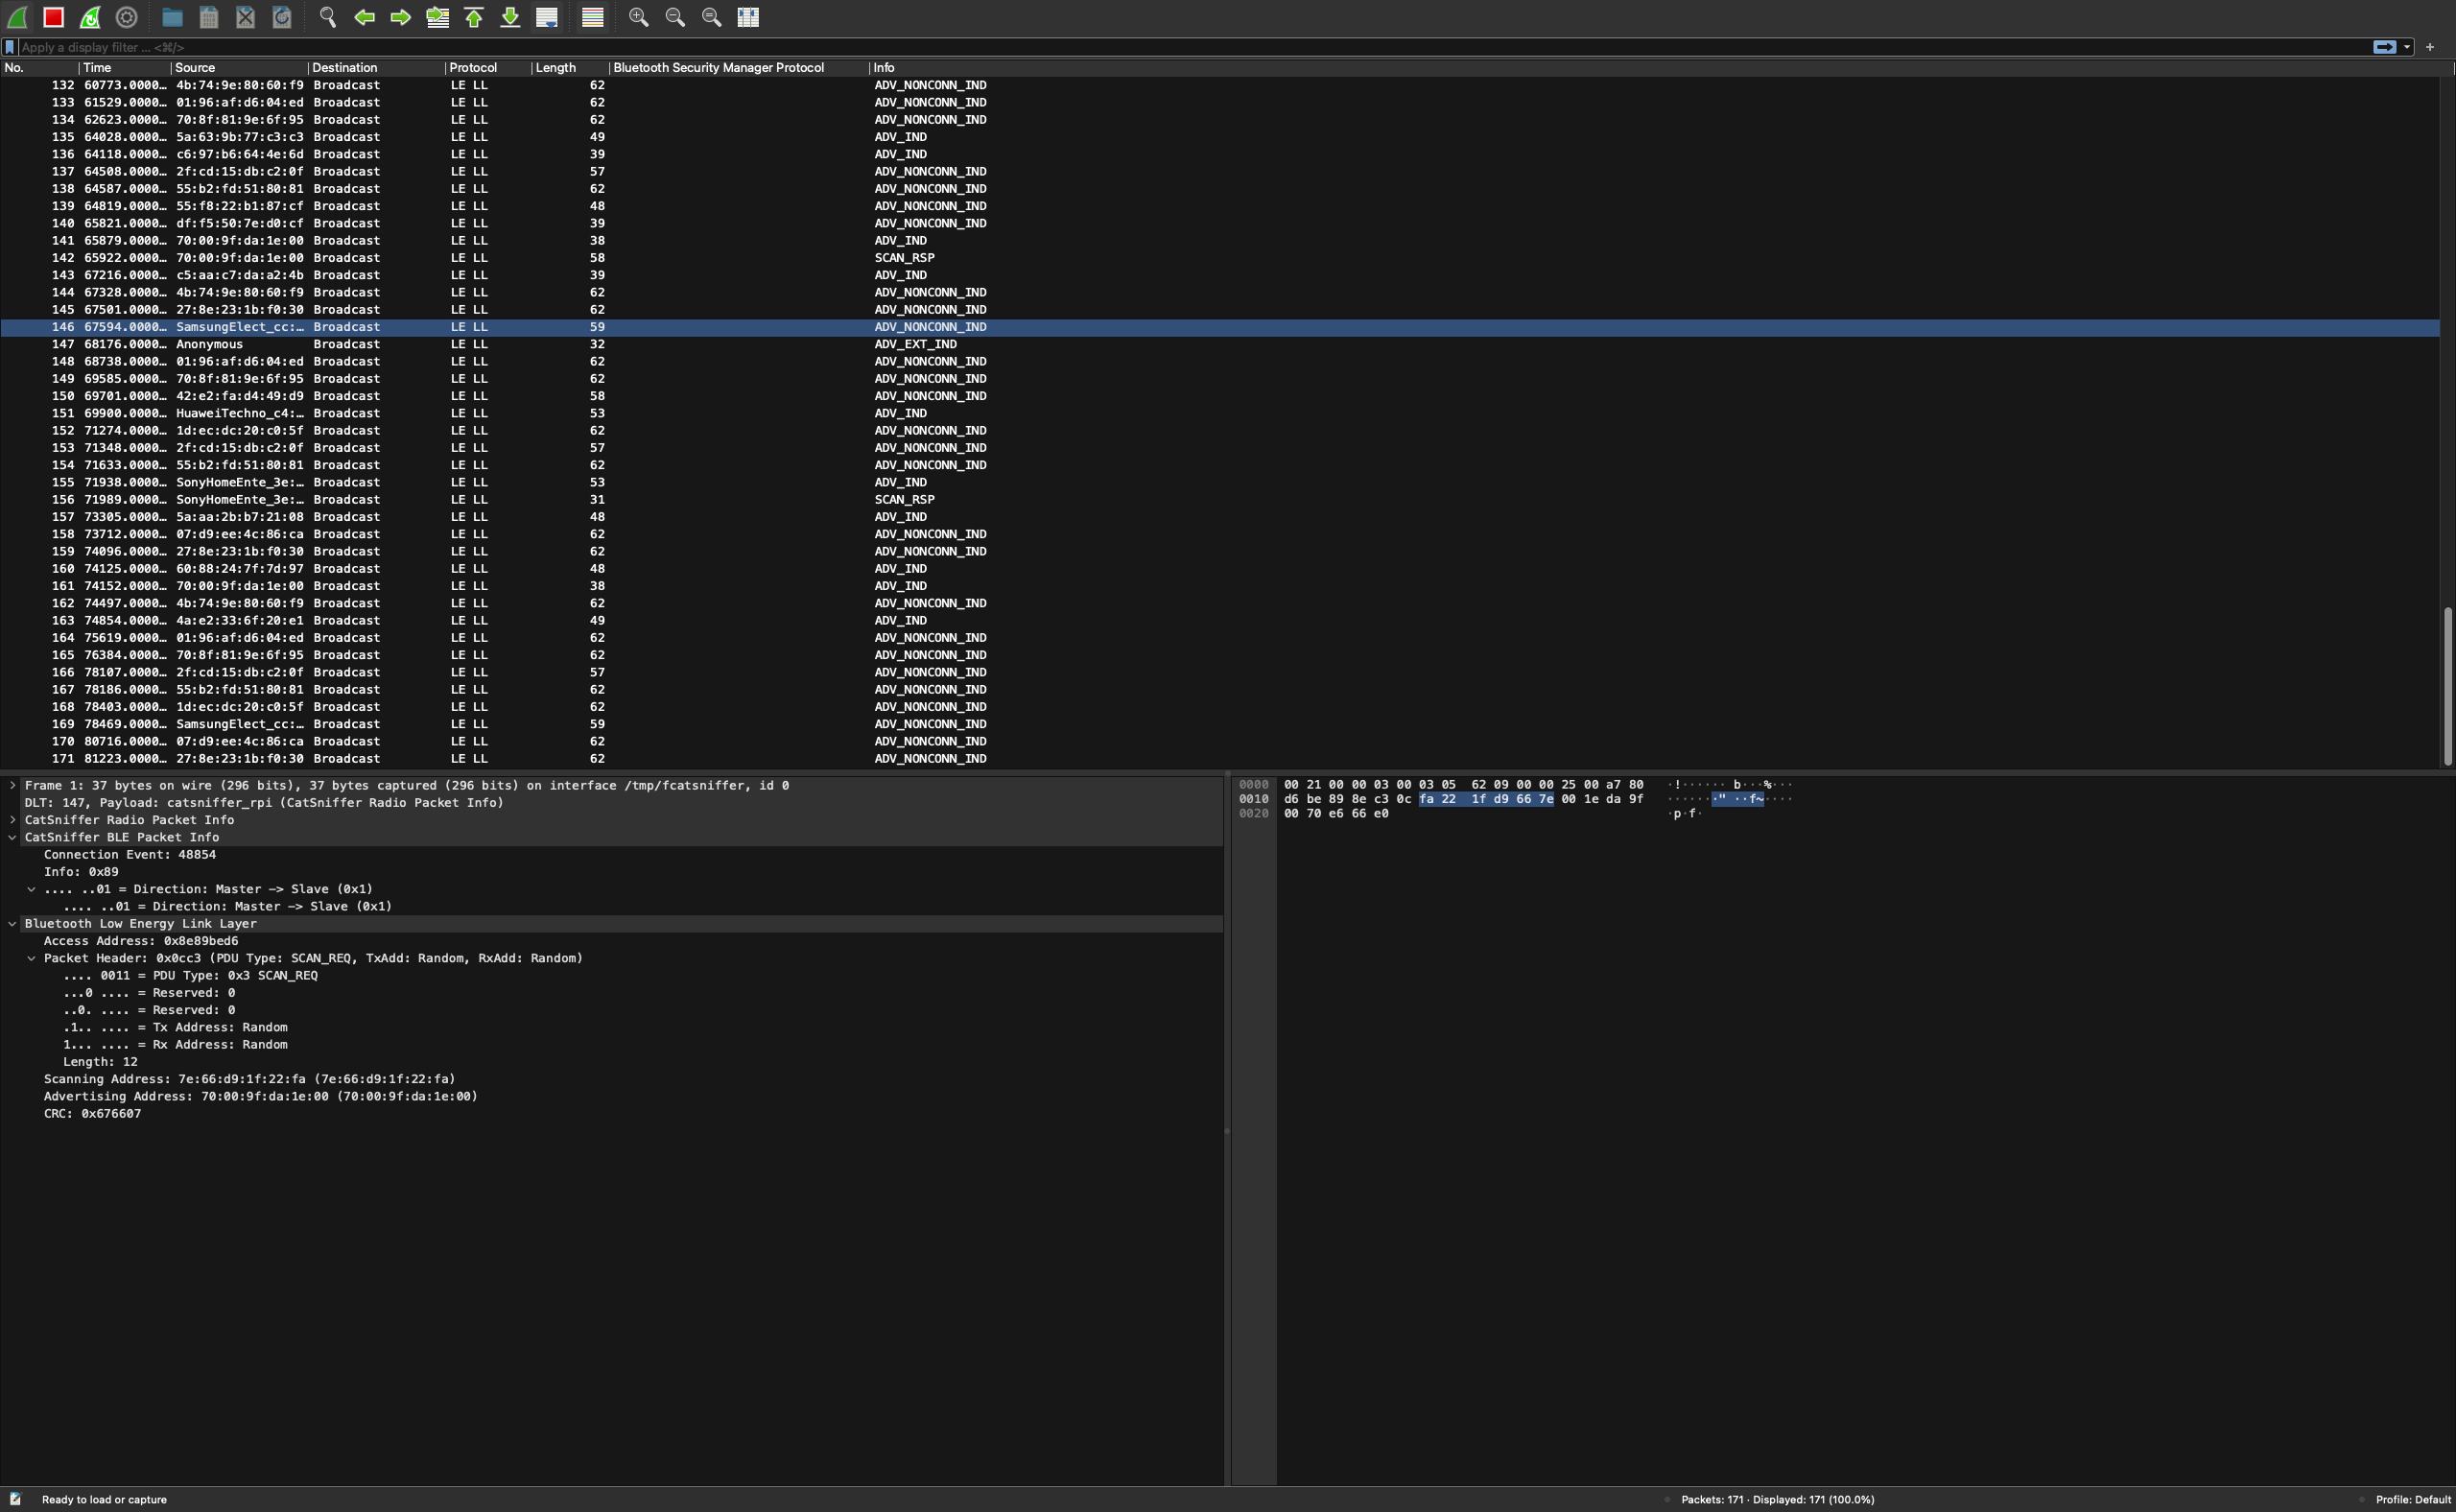 Apply a display filter ... <⌘/>
No. Time Source Destination Protocol Length Bluetooth Security Manager Protocol Info
132 60773.0000… 4b:74:9e:80:60:f9 Broadcast LE LL 62 ADV_NONCONN_IND
133 61529.0000… 01:96:af:d6:04:ed Broadcast LE LL 62 ADV_NONCONN_IND
134 62623.0000… 70:8f:81:9e:6f:95 Broadcast LE LL 62 ADV_NONCONN_IND
135 64028.0000… 5a:63:9b:77:c3:c3 Broadcast LE LL 49 ADV_IND
136 64118.0000… c6:97:b6:64:4e:6d Broadcast LE LL 39 ADV_IND
137 64508.0000… 2f:cd:15:db:c2:0f Broadcast LE LL 57 ADV_NONCONN_IND
138 64587.0000… 55:b2:fd:51:80:81 Broadcast LE LL 62 ADV_NONCONN_IND
139 64819.0000… 55:f8:22:b1:87:cf Broadcast LE LL 48 ADV_NONCONN_IND
140 65821.0000… df:f5:50:7e:d0:cf Broadcast LE LL 39 ADV_NONCONN_IND
141 65879.0000… 70:00:9f:da:1e:00 Broadcast LE LL 38 ADV_IND
142 65922.0000… 70:00:9f:da:1e:00 Broadcast LE LL 58 SCAN_RSP
143 67216.0000… c5:aa:c7:da:a2:4b Broadcast LE LL 39 ADV_IND
144 67328.0000… 4b:74:9e:80:60:f9 Broadcast LE LL 62 ADV_NONCONN_IND
145 67501.0000… 27:8e:23:1b:f0:30 Broadcast LE LL 62 ADV_NONCONN_IND
146 67594.0000… SamsungElect_cc:… Broadcast LE LL 59 ADV_NONCONN_IND
147 68176.0000… Anonymous Broadcast LE LL 32 ADV_EXT_IND
148 68738.0000… 01:96:af:d6:04:ed Broadcast LE LL 62 ADV_NONCONN_IND
149 69585.0000… 70:8f:81:9e:6f:95 Broadcast LE LL 62 ADV_NONCONN_IND
150 69701.0000… 42:e2:fa:d4:49:d9 Broadcast LE LL 58 ADV_NONCONN_IND
151 69900.0000… HuaweiTechno_c4:… Broadcast LE LL 53 ADV_IND
152 71274.0000… 1d:ec:dc:20:c0:5f Broadcast LE LL 62 ADV_NONCONN_IND
153 71348.0000… 2f:cd:15:db:c2:0f Broadcast LE LL 57 ADV_NONCONN_IND
154 71633.0000… 55:b2:fd:51:80:81 Broadcast LE LL 62 ADV_NONCONN_IND
155 71938.0000… SonyHomeEnte_3e:… Broadcast LE LL 53 ADV_IND
156 71989.0000… SonyHomeEnte_3e:… Broadcast LE LL 31 SCAN_RSP
157 73305.0000… 5a:aa:2b:b7:21:08 Broadcast LE LL 48 ADV_IND
158 73712.0000… 07:d9:ee:4c:86:ca Broadcast LE LL 62 ADV_NONCONN_IND
159 74096.0000… 27:8e:23:1b:f0:30 Broadcast LE LL 62 ADV_NONCONN_IND
160 74125.0000… 60:88:24:7f:7d:97 Broadcast LE LL 48 ADV_IND
161 74152.0000… 70:00:9f:da:1e:00 Broadcast LE LL 38 ADV_IND
162 74497.0000… 4b:74:9e:80:60:f9 Broadcast LE LL 62 ADV_NONCONN_IND
163 74854.0000… 4a:e2:33:6f:20:e1 Broadcast LE LL 49 ADV_IND
164 75619.0000… 01:96:af:d6:04:ed Broadcast LE LL 62 ADV_NONCONN_IND
165 76384.0000… 70:8f:81:9e:6f:95 Broadcast LE LL 62 ADV_NONCONN_IND
166 78107.0000… 2f:cd:15:db:c2:0f Broadcast LE LL 57 ADV_NONCONN_IND
167 78186.0000… 55:b2:fd:51:80:81 Broadcast LE LL 62 ADV_NONCONN_IND
168 78403.0000… 1d:ec:dc:20:c0:5f Broadcast LE LL 62 ADV_NONCONN_IND
169 78469.0000… SamsungElect_cc:… Broadcast LE LL 59 ADV_NONCONN_IND
170 80716.0000… 07:d9:ee:4c:86:ca Broadcast LE LL 62 ADV_NONCONN_IND
171 81223.0000… 27:8e:23:1b:f0:30 Broadcast LE LL 62 ADV_NONCONN_IND
Frame 1: 37 bytes on wire (296 bits), 37 bytes captured (296 bits) on interface /tmp/fcatsniffer, id 0
DLT: 147, Payload: catsniffer_rpi (CatSniffer Radio Packet Info)
CatSniffer Radio Packet Info
CatSniffer BLE Packet Info
Connection Event: 48854
Info: 0x89
.... ..01 = Direction: Master —> Slave (0x1)
.... ..01 = Direction: Master —> Slave (0x1)
Bluetooth Low Energy Link Layer
Access Address: 0x8e89bed6
Packet Header: 0x0cc3 (PDU Type: SCAN_REQ, TxAdd: Random, RxAdd: Random)
.... 0011 = PDU Type: 0x3 SCAN_REQ
...0 .... = Reserved: 0
..0. .... = Reserved: 0
.1.. .... = Tx Address: Random
1... .... = Rx Address: Random
Length: 12
Scanning Address: 7e:66:d9:1f:22:fa (7e:66:d9:1f:22:fa)
Advertising Address: 70:00:9f:da:1e:00 (70:00:9f:da:1e:00)
CRC: 0x676607
0000 00 21 00 00 03 00 03 05 62 09 00 00 25 00 a7 80 ·!······ b···%···
0010 d6 be 89 8e c3 0c fa 22 1f d9 66 7e 00 1e da 9f ·······" ··f~····
0020 00 70 e6 66 e0 ·p·f·
Ready to load or capture
Packets: 171 · Displayed: 171 (100.0%)
Profile: Default